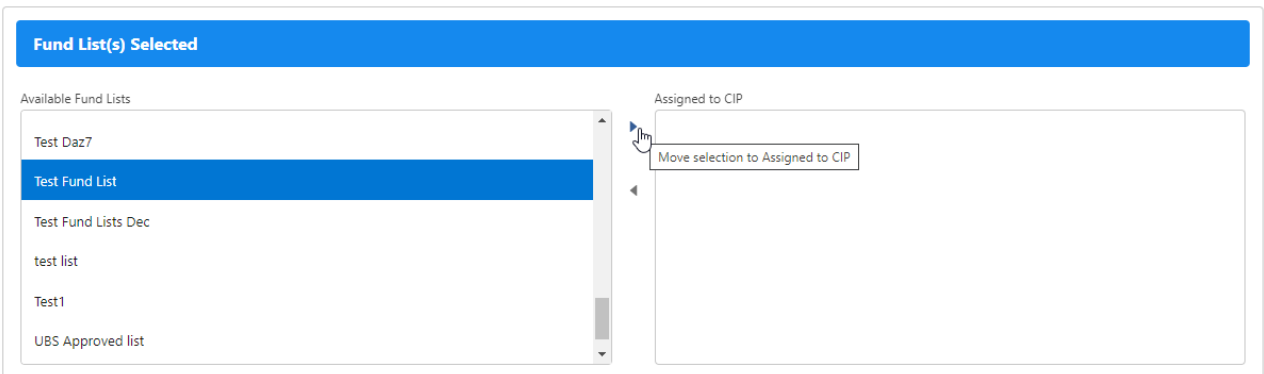 Fund List(s) Selected
Available Fund Lists
Assigned to CIP
Test Daz7
Test Fund List
Test Fund Lists Dec
test list
Test1
UBS Approved list
Move selection to Assigned to CIP